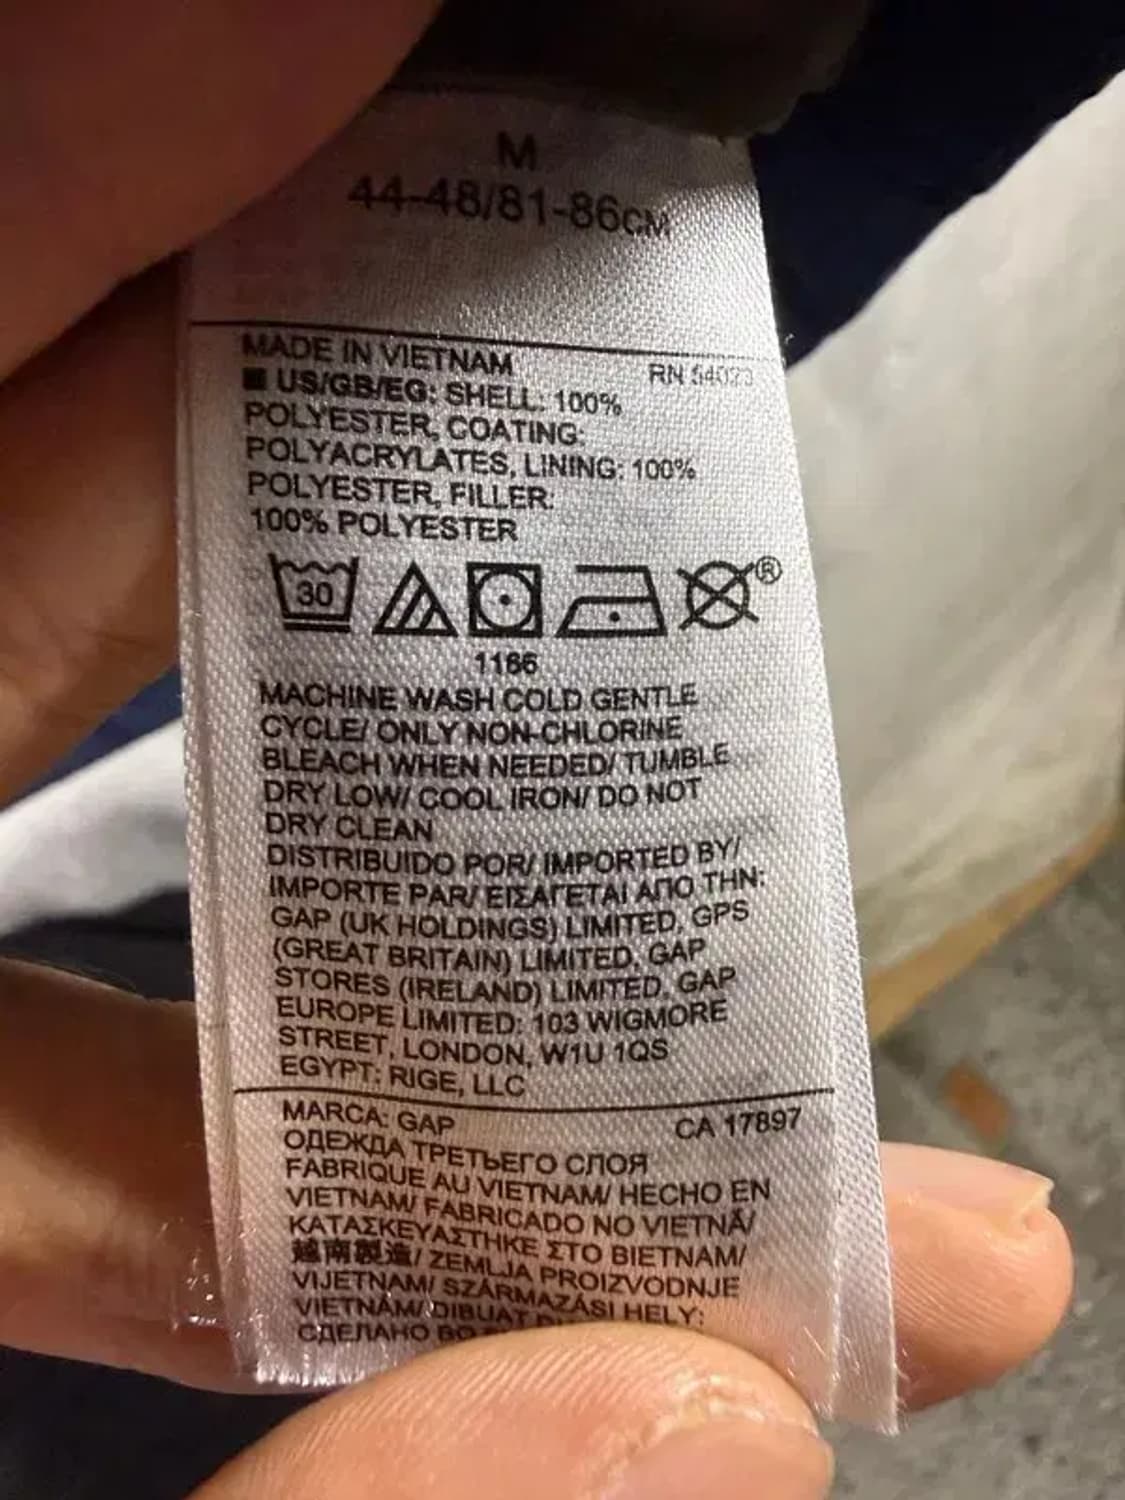 M
44-48/81-86CM
MADE IN VIETNAM
RN 54023
US/GB/EG: SHELL: 100%
POLYESTER, COATING:
POLYACRYLATES, LINING: 100%
POLYESTER, FILLER:
100% POLYESTER
30
®
1166
MACHINE WASH COLD GENTLE
CYCLE/ ONLY NON-CHLORINE
BLEACH WHEN NEEDED/ TUMBLE
DRY LOW/ COOL IRON/ DO NOT
DRY CLEAN
DISTRIBUIDO POR/ IMPORTED BY/
IMPORTE PAR/ ΕΙΣΑΓΕΤΑΙ ΑΠΟ ΤΗΝ:
GAP (UK HOLDINGS) LIMITED, GPS
(GREAT BRITAIN) LIMITED, GAP
STORES (IRELAND) LIMITED, GAP
EUROPE LIMITED: 103 WIGMORE
STREET, LONDON, W1U 1QS
EGYPT: RIGE, LLC
MARCA: GAP
CA 17897
ОДЕЖДА ТРЕТЬЕГО СЛОЯ
FABRIQUE AU VIETNAM/ HECHO EN
VIETNAM/ FABRICADO NO VIETNÃ/
ΚΑΤΑΣΚΕΥΑΣΤΗΚΕ ΣΤΟ ΒΙΕΤΝΑΜ/
越南製造/ ZEMLJA PROIZVODNJE
VIJETNAM/ SZÁRMAZÁSI HELY:
VIETNÁM/ DIBUAT
СДЕЛАНО ВО